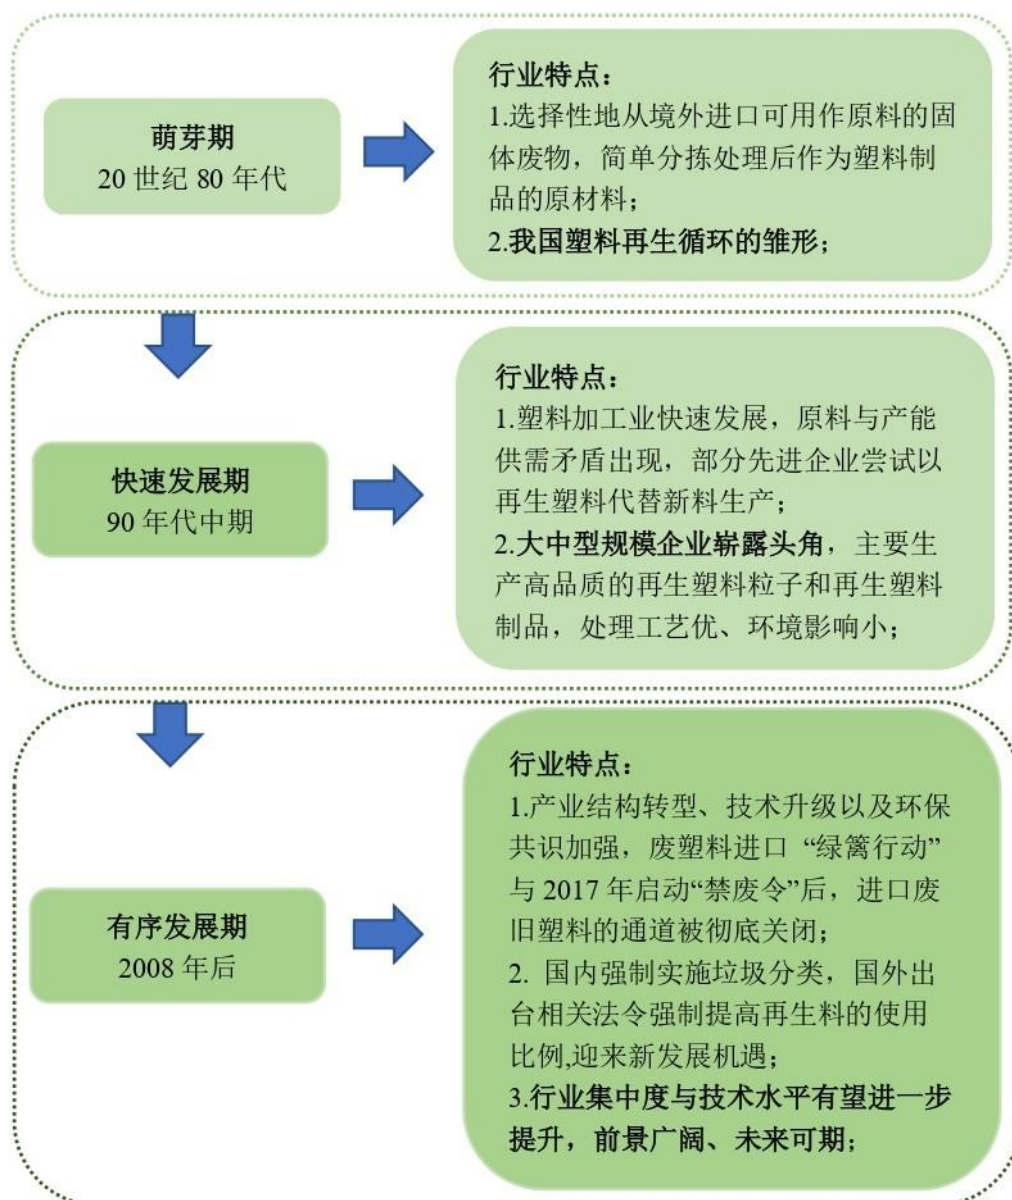 萌芽期
20 世纪 80 年代
行业特点：
1.选择性地从境外进口可用作原料的固
体废物，简单分拣处理后作为塑料制
品的原材料；
2.我国塑料再生循环的雏形；
快速发展期
90 年代中期
行业特点：
1.塑料加工业快速发展，原料与产能
供需矛盾出现，部分先进企业尝试以
再生塑料代替新料生产；
2.大中型规模企业崭露头角，主要生
产高品质的再生塑料粒子和再生塑料
制品，处理工艺优、环境影响小；
有序发展期
2008 年后
行业特点：
1.产业结构转型、技术升级以及环保
共识加强，废塑料进口 “绿篱行动”
与 2017 年启动“禁废令”后，进口废
旧塑料的通道被彻底关闭；
2. 国内强制实施垃圾分类，国外出
台相关法令强制提高再生料的使用
比例,迎来新发展机遇；
3.行业集中度与技术水平有望进一步
提升，前景广阔、未来可期；